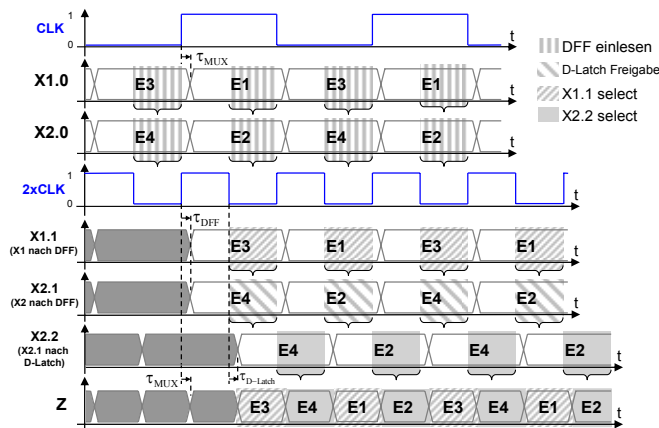 CLK
1
0
t
τMUX
DFF einlesen
D-Latch Freigabe
X1.1 select
X2.2 select
X1.0
E3
E1
E3
E1
t
X2.0
E4
E2
E4
E2
t
2xCLK
1
0
t
τDFF
X1.1
(X1 nach DFF)
E3
E1
E3
E1
t
X2.1
(X2 nach DFF)
E4
E2
E4
E2
t
X2.2
(X2.1 nach
D-Latch)
E4
E2
E4
E2
t
τMUX
τD-Latch
Z
E3
E4
E1
E2
E3
E4
E1
E2
t